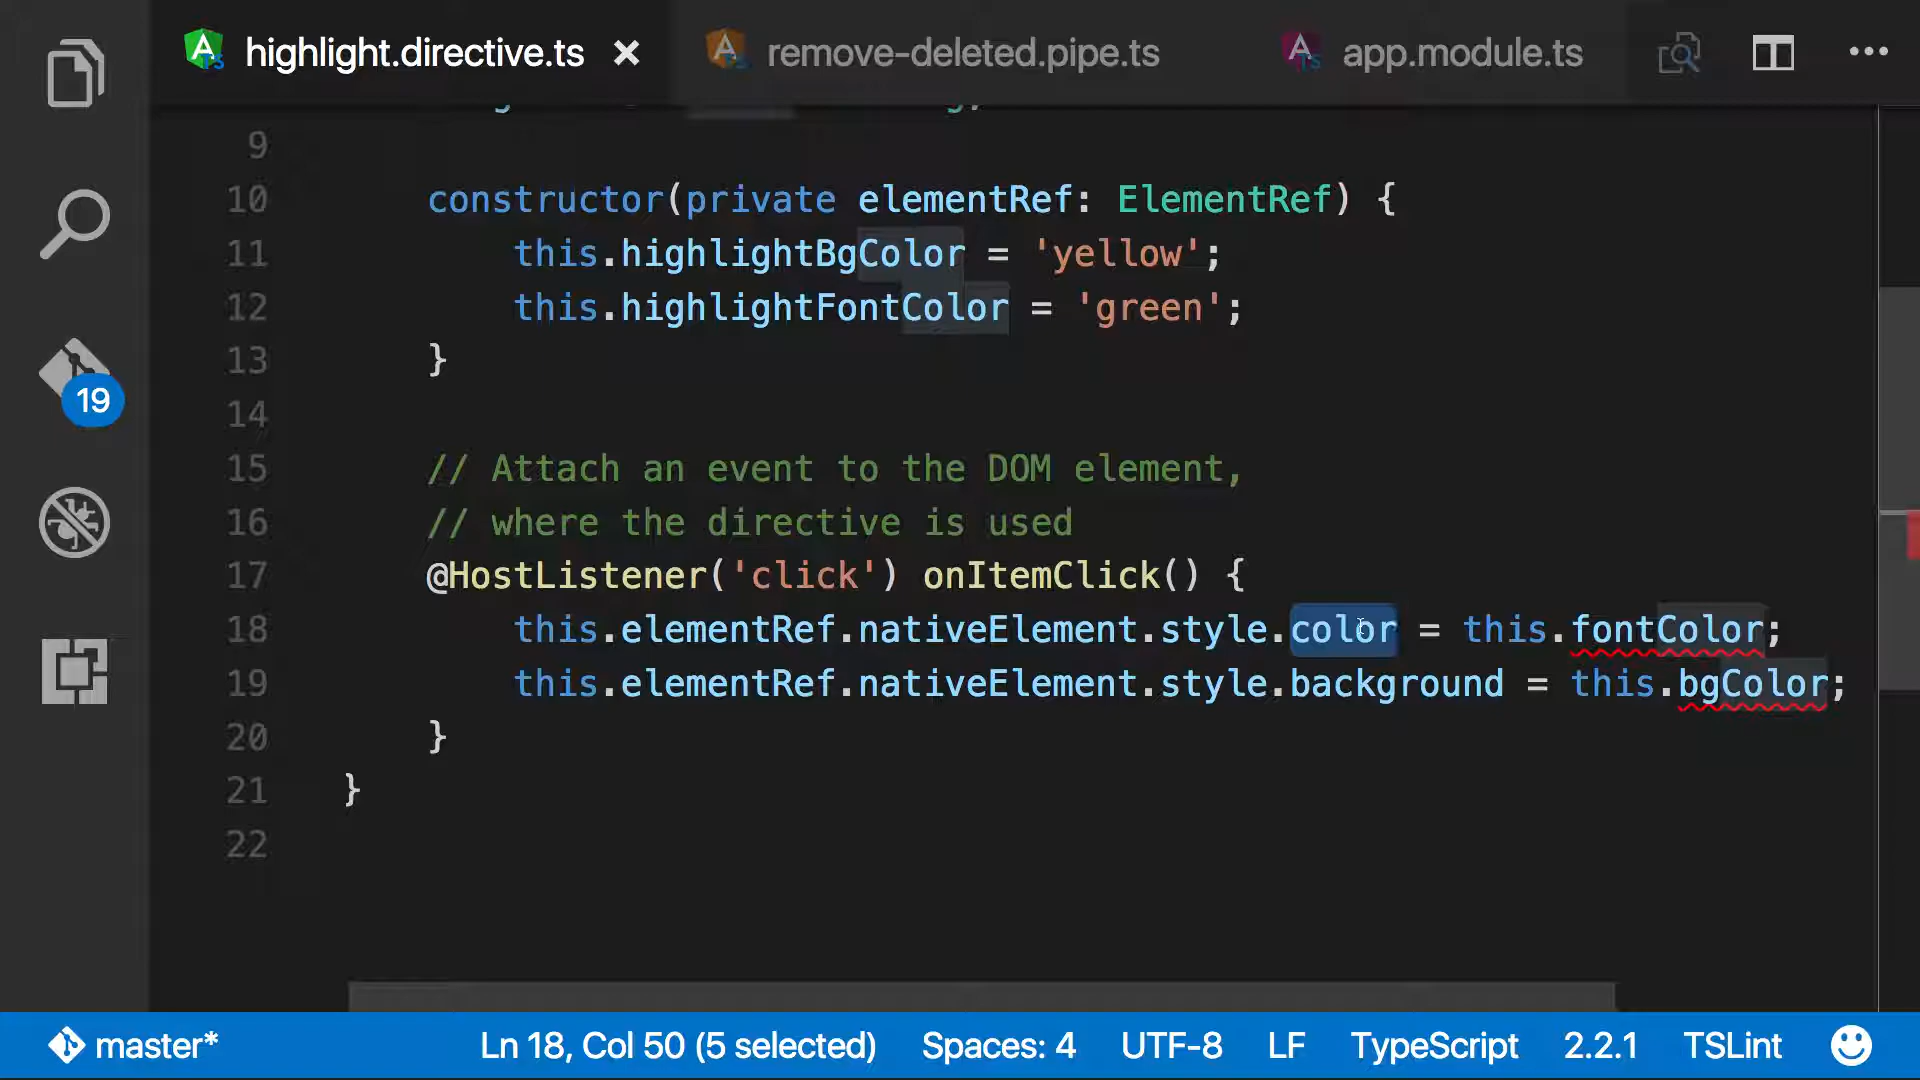 highlight.directive.ts
remove-deleted.pipe.ts
app.module.ts
9
10 constructor(private elementRef: ElementRef) {
11 this.highlightBgColor = 'yellow';
12 this.highlightFontColor = 'green';
13 }
14
15 // Attach an event to the DOM element,
16 // where the directive is used
17 @HostListener('click') onItemClick() {
18 this.elementRef.nativeElement.style.color = this.fontColor;
19 this.elementRef.nativeElement.style.background = this.bgColor;
20 }
21 }
22
19
master* Ln 18, Col 50 (5 selected) Spaces: 4 UTF-8 LF TypeScript 2.2.1 TSLint